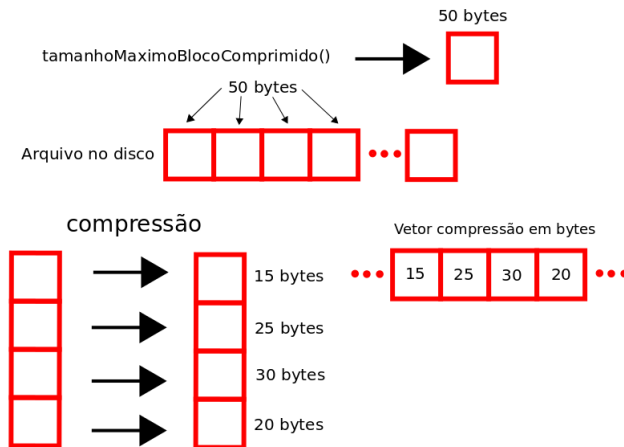 50 bytes
tamanhoMaximoBlocoComprimido()
50 bytes
Arquivo no disco
compressão
Vetor compressão em bytes
15 bytes
15 25 30 20
25 bytes
30 bytes
20 bytes